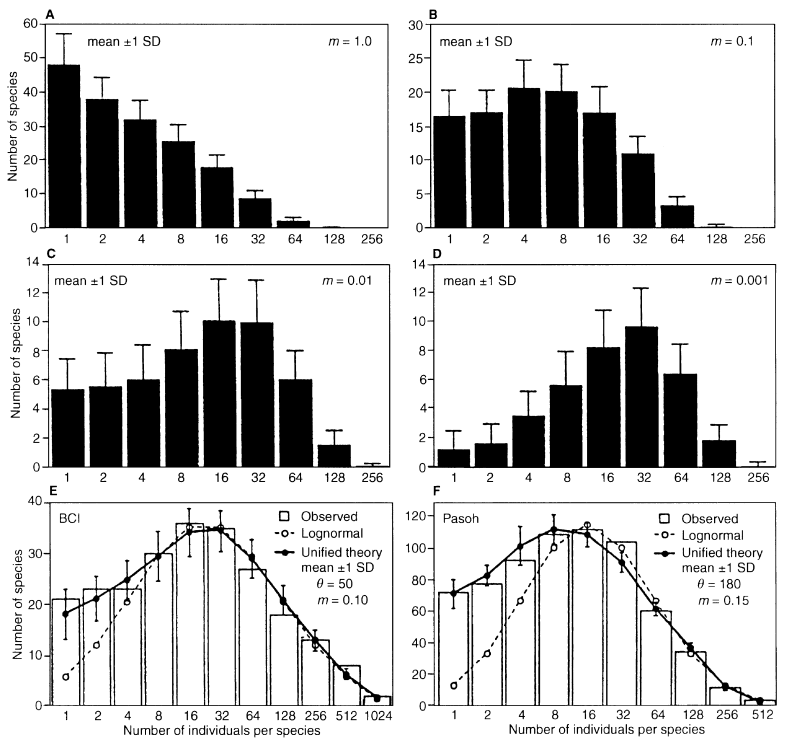 A
mean ±1 SD
m = 1.0
Number of species
60
50
40
30
20
10
0
1 2 4 8 16 32 64 128 256
B
mean ±1 SD
m = 0.1
30
25
20
15
10
5
0
1 2 4 8 16 32 64 128 256
C
mean ±1 SD
m = 0.01
Number of species
14
12
10
8
6
4
2
0
1 2 4 8 16 32 64 128 256
D
mean ±1 SD
m = 0.001
14
12
10
8
6
4
2
0
1 2 4 8 16 32 64 128 256
E
BCI
Observed
Lognormal
Unified theory
mean ±1 SD
θ = 50
m = 0.10
Number of species
40
30
20
10
0
1 2 4 8 16 32 64 128 256 512 1024
Number of individuals per species
F
Pasoh
Observed
Lognormal
Unified theory
mean ±1 SD
θ = 180
m = 0.15
120
100
80
60
40
20
0
1 2 4 8 16 32 64 128 256 512
Number of individuals per species